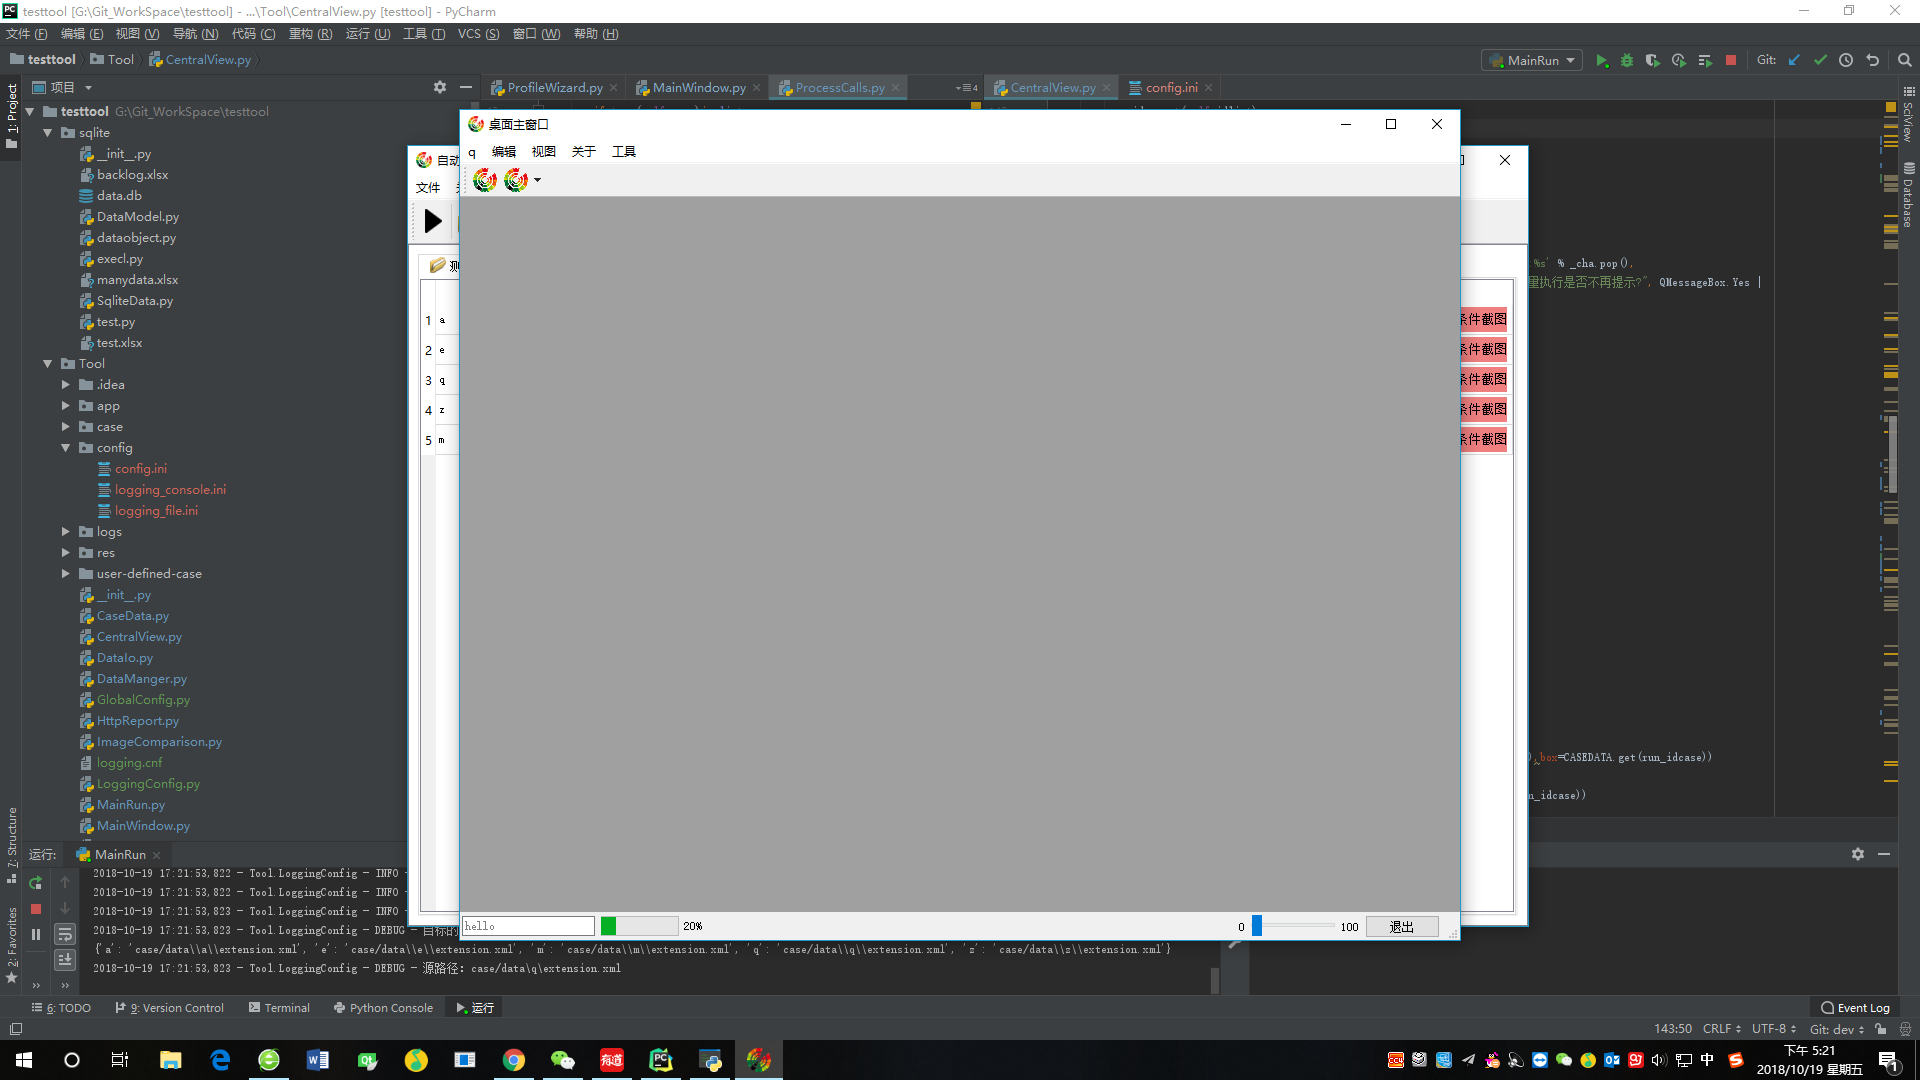 testtool [G:\Git_WorkSpace\testtool] - ...\Tool\CentralView.py [testtool] - PyCharm
文件 (F) 编辑 (E) 视图 (V) 导航 (N) 代码 (C) 重构 (R) 运行 (U) 工具 (T) VCS (S) 窗口 (W) 帮助 (H)
testtool Tool CentralView.py
MainRun
Git:
项目
ProfileWizard.py MainWindow.py ProcessCalls.py CentralView.py config.ini
1: Project
SciView
Database
testtool G:\Git_WorkSpace\testtool
sqlite
__init__.py
backlog.xlsx
data.db
DataModel.py
dataobject.py
execl.py
manydata.xlsx
SqliteData.py
test.py
test.xlsx
Tool
.idea
app
case
config
config.ini
logging_console.ini
logging_file.ini
logs
res
user-defined-case
__init__.py
CaseData.py
CentralView.py
DataIo.py
DataManger.py
GlobalConfig.py
HttpReport.py
ImageComparison.py
logging.cnf
LoggingConfig.py
MainRun.py
MainWindow.py
桌面主窗口
q 编辑 视图 关于 工具
自动
文件
1 a
2 e
3 q
4 z
5 m
条件截图
条件截图
条件截图
条件截图
条件截图
%s' % _cha.pop(),
执行是否不再提示?", QMessageBox.Yes |
),box=CASEDATA.get(run_idcase))
n_idcase))
hello 20% 0 100 退出
7: Structure
2: Favorites
运行: MainRun
2018-10-19 17:21:53,822 - Tool.LoggingConfig - INFO -
2018-10-19 17:21:53,822 - Tool.LoggingConfig - INFO -
2018-10-19 17:21:53,823 - Tool.LoggingConfig - INFO -
2018-10-19 17:21:53,823 - Tool.LoggingConfig - DEBUG - 目标的
{'a': 'case/data\\a\\extension.xml', 'e': 'case/data\\e\\extension.xml', 'm': 'case/data\\m\\extension.xml', 'q': 'case/data\\q\\extension.xml', 'z': 'case/data\\z\\extension.xml'}
2018-10-19 17:21:53,823 - Tool.LoggingConfig - DEBUG - 源路径: case/data\q\extension.xml
6: TODO 9: Version Control Terminal Python Console 运行 Event Log
143:50 CRLF UTF-8 Git: dev
中
下午 5:21
2018/10/19 星期五
1